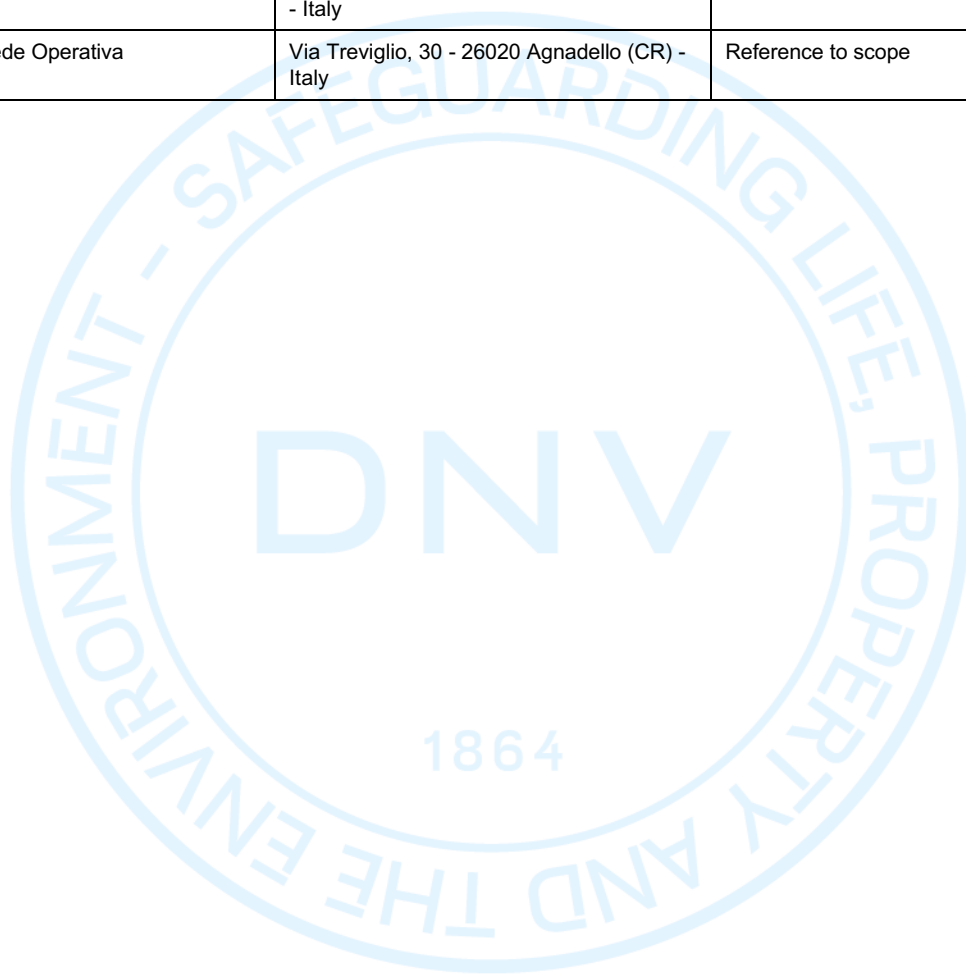 - Italy
ede Operativa
Via Treviglio, 30 - 26020 Agnadello (CR) -
Italy
Reference to scope
SAFEGUARDING LIFE, PROPERTY AND THE ENVIRONMENT -
DNV
1864